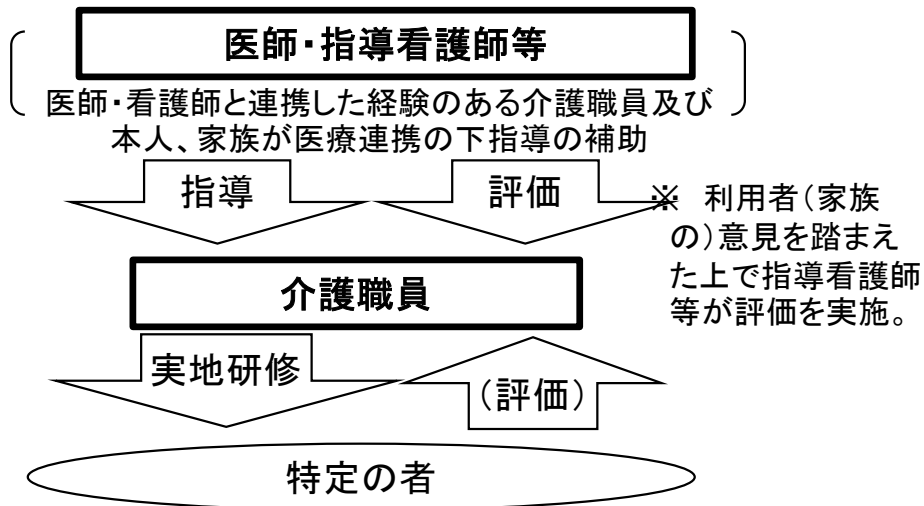 医師・指導看護師等
医師・看護師と連携した経験のある介護職員及び
本人、家族が医療連携の下指導の補助
指導
評価
※ 利用者(家族
の)意見を踏まえ
た上で指導看護師
等が評価を実施。
介護職員
実地研修
(評価)
特定の者